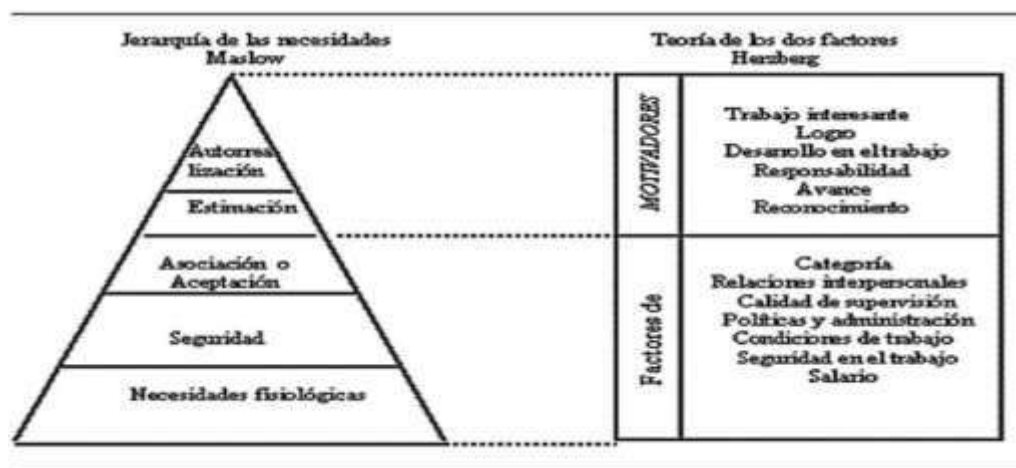 Jerarquía de las necesidades
Maslow
Autorrea
lización
Estimación
Asociación o
Aceptación
Seguridad
Necesidades fisiológicas
Teoría de los dos factores
Herzberg
MOTIVADORES
Trabajo interesante
Logro
Desarrollo en el trabajo
Responsabilidad
Avance
Reconocimiento
Factores de
Categoría
Relaciones interpersonales
Calidad de supervisión
Políticas y administración
Condiciones de trabajo
Seguridad en el trabajo
Salario